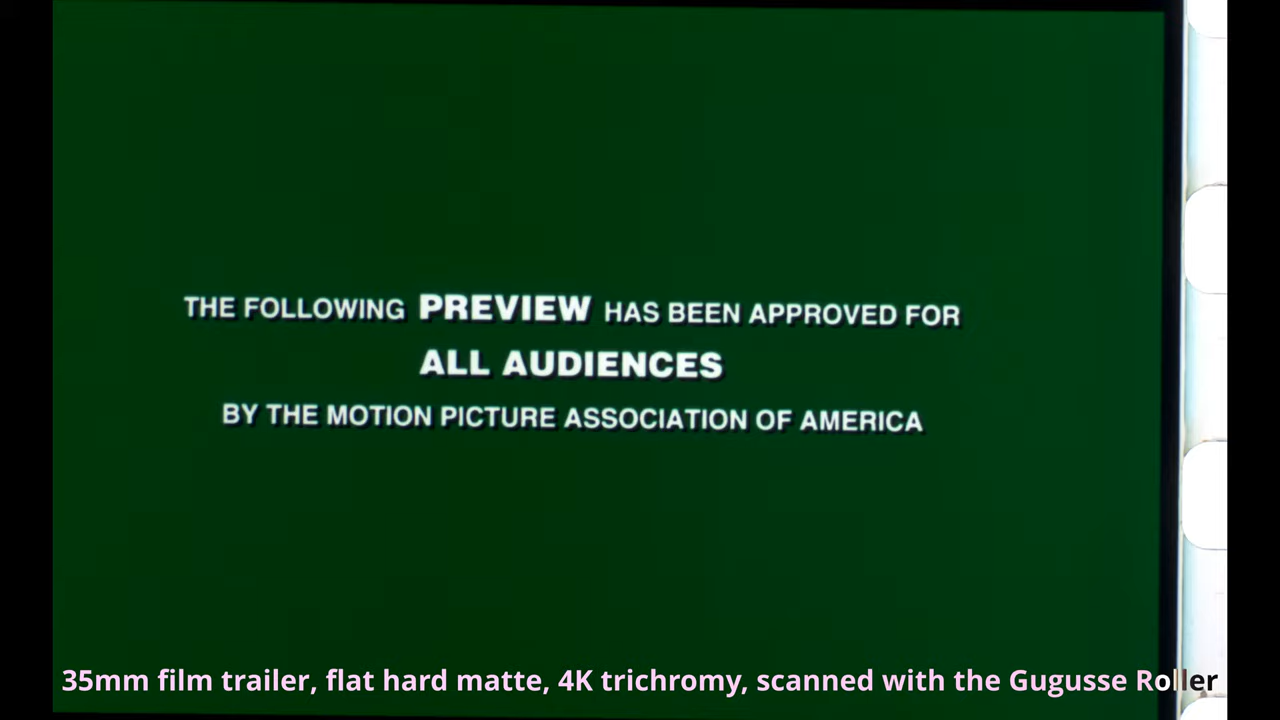 THE FOLLOWING PREVIEW HAS BEEN APPROVED FOR
ALL AUDIENCES
BY THE MOTION PICTURE ASSOCIATION OF AMERICA
35mm film trailer, flat hard matte, 4K trichromy, scanned with the Gugusse Roller